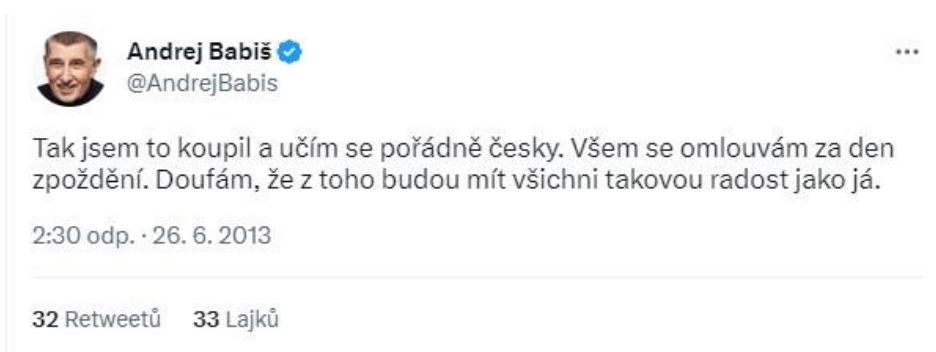 Andrej Babiš
@AndrejBabis
Tak jsem to koupil a učím se pořádně česky. Všem se omlouvám za den
zpoždění. Doufám, že z toho budou mít všichni takovou radost jako já.
2:30 odp. · 26. 6. 2013
32 Retweetů 33 Lajků